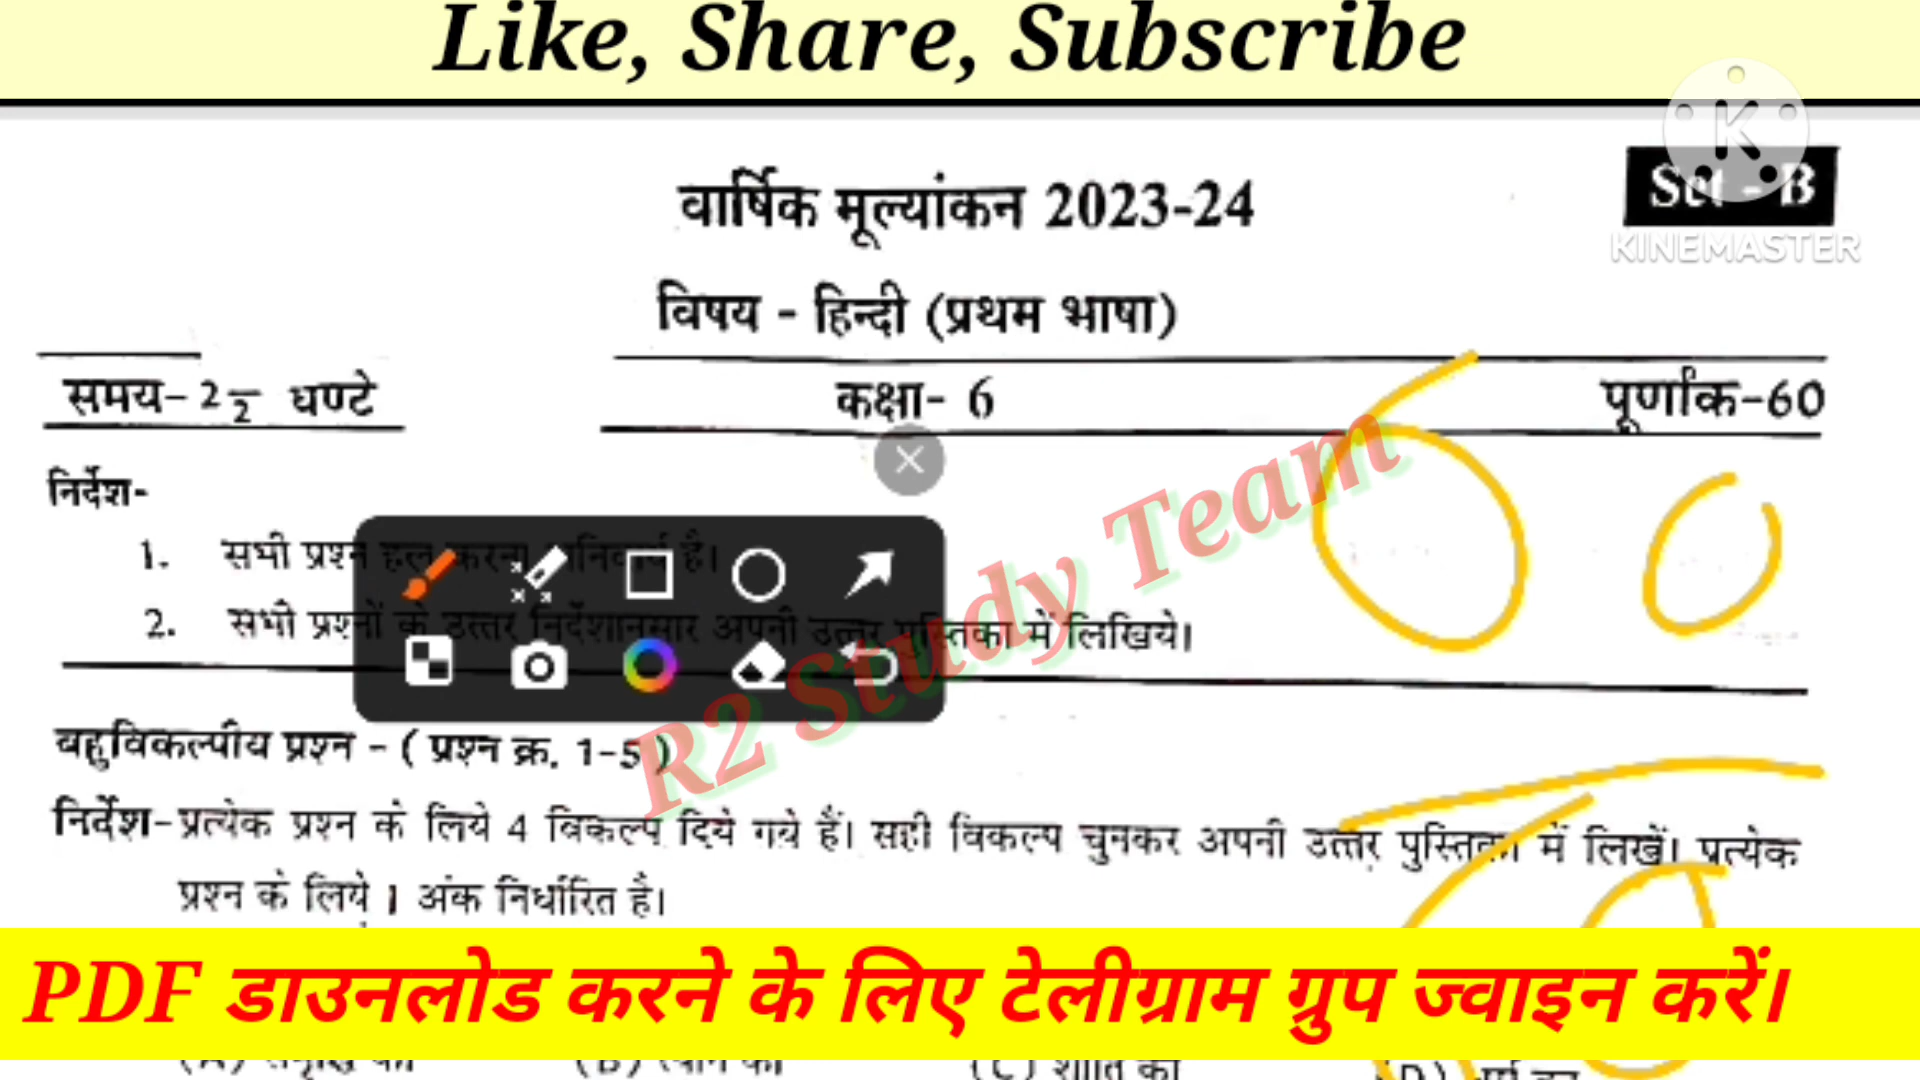 Like, Share, Subscribe
Set - B
KINEMASTER
वार्षिक मूल्यांकन 2023-24
विषय - हिन्दी (प्रथम भाषा)
समय- 2 1/2 घण्टे
कक्षा- 6
पूर्णांक-60
निर्देश-
1. सभी प्रश्न हल करना अनिवार्य है।
2. सभी प्रश्नों के उत्तर निर्देशानुसार अपनी उत्तर पुस्तिका में लिखिये।
60
R2 Study Team
बहुविकल्पीय प्रश्न - ( प्रश्न क्र. 1-5 )
निर्देश- प्रत्येक प्रश्न के लिये 4 विकल्प दिये गये हैं। सही विकल्प चुनकर अपनी उत्तर पुस्तिका में लिखें। प्रत्येक
प्रश्न के लिये 1 अंक निर्धारित है।
PDF डाउनलोड करने के लिए टेलीग्राम ग्रुप ज्वाइन करें।
(A) (B) (C) शांति का (D)